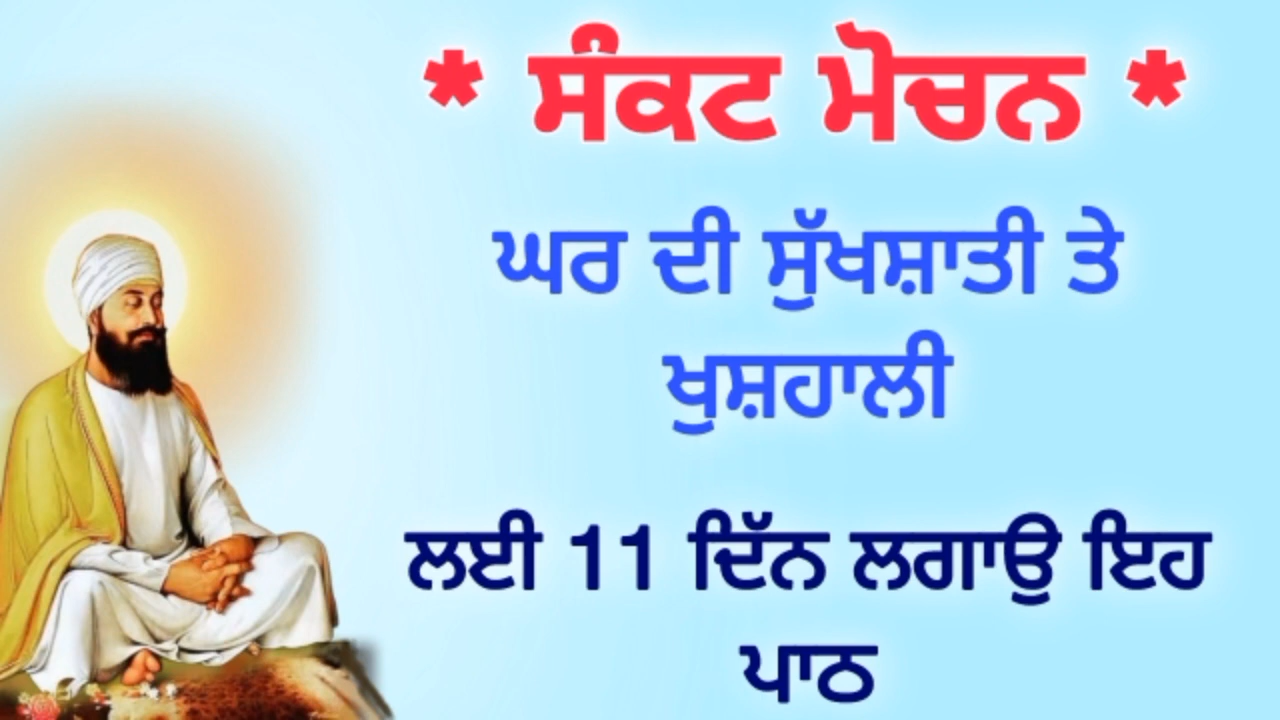 * ਸੰਕਟ ਮੋਚਨ *
ਘਰ ਦੀ ਸੁੱਖਸ਼ਾਤੀ ਤੇ
ਖੁਸ਼ਹਾਲੀ
ਲਈ 11 ਦਿੱਨ ਲਗਾਉ ਇਹ
ਪਾਠ